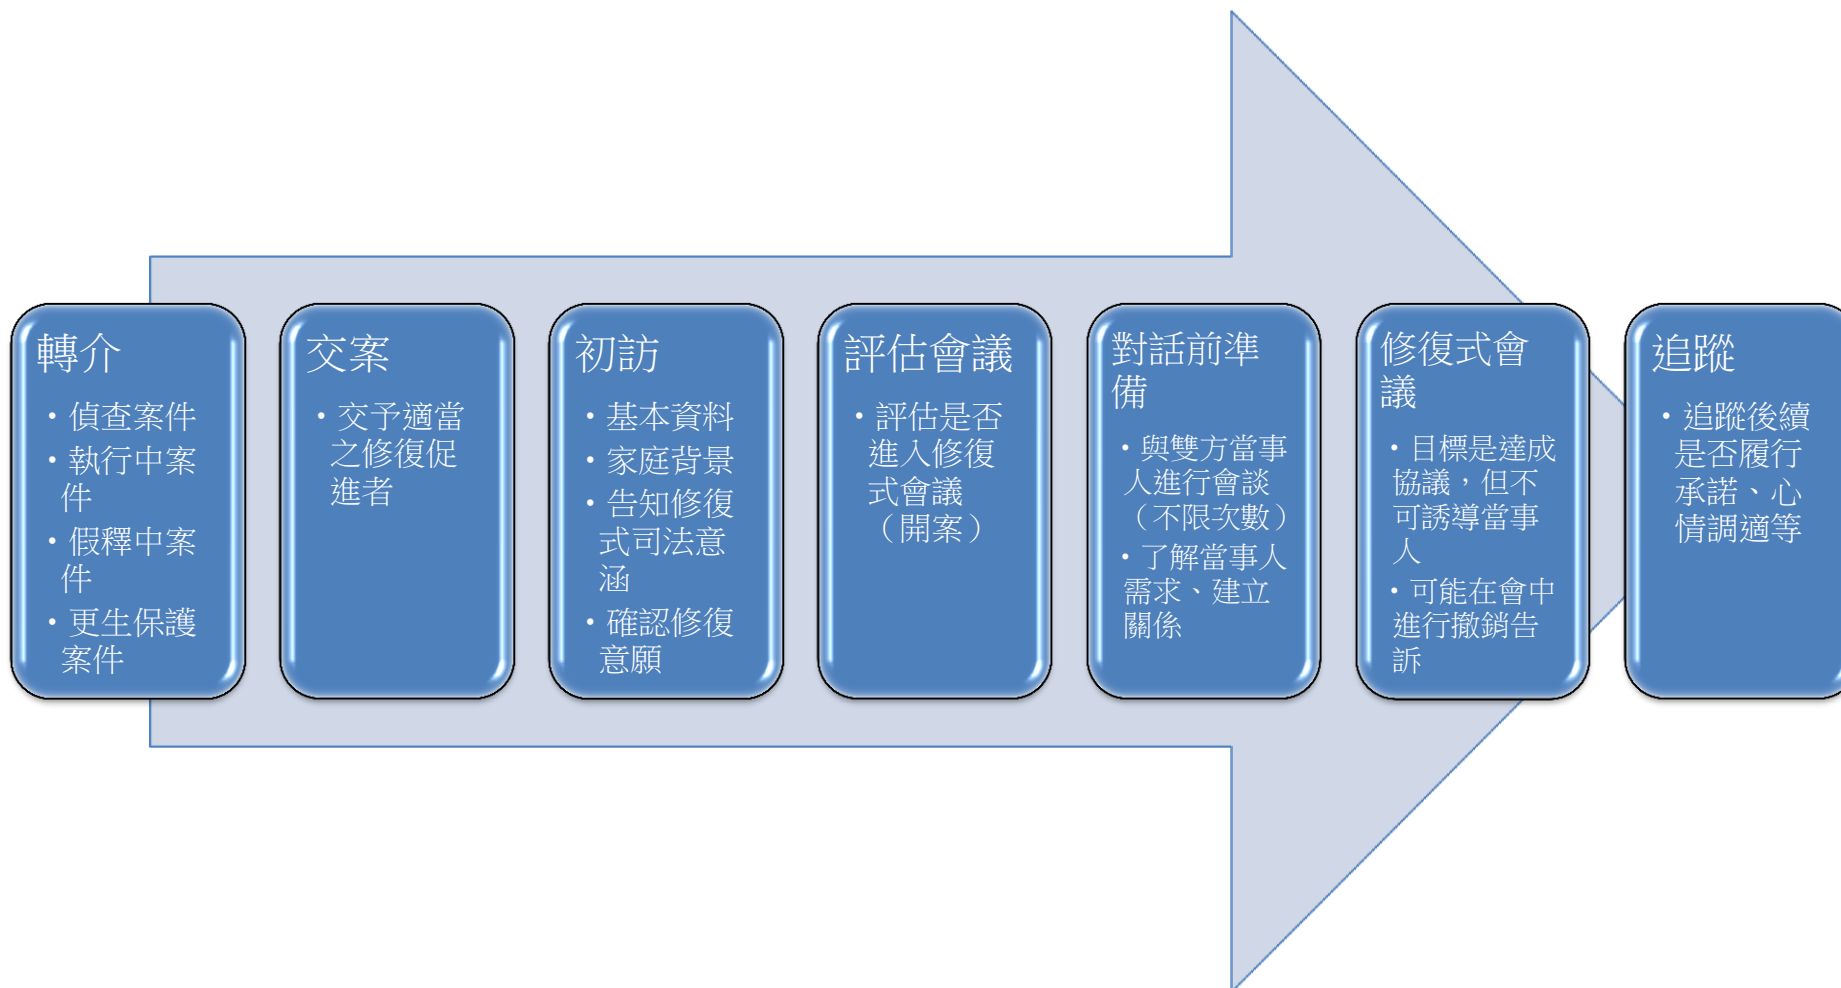 轉介
・偵查案件
・執行中案
件
・假釋中案
件
・更生保護
案件
交案
・交予適當
之修復促
進者
初訪
・基本資料
・家庭背景
・告知修復
式司法意
涵
・確認修復
意願
評估會議
・評估是否
進入修復
式會議
（開案）
對話前準
備
・與雙方當事
人進行會談
（不限次數）
・了解當事人
需求、建立
關係
修復式會
議
・目標是達成
協議，但不
可誘導當事
人
・可能在會中
進行撤銷告
訴
追蹤
・追蹤後續
是否履行
承諾、心
情調適等